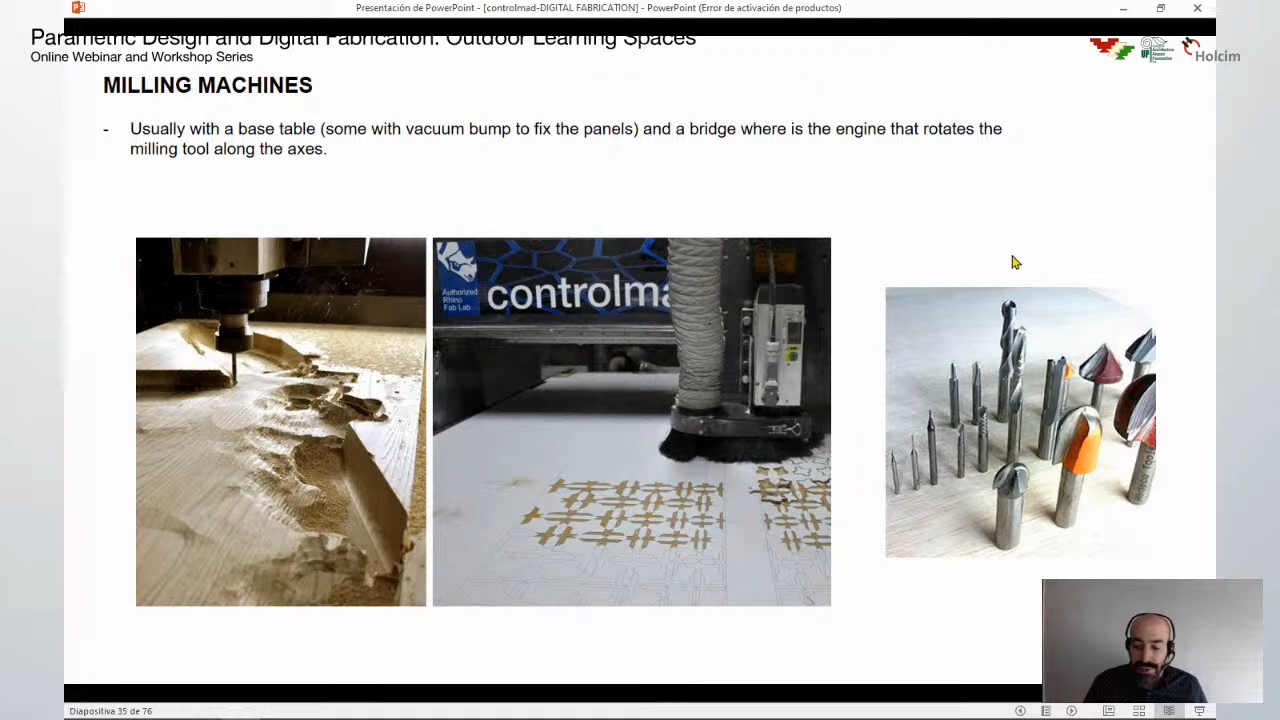 Presentación de PowerPoint - [controlmad-DIGITAL FABRICATION] - PowerPoint (Error de activación de productos)
Parametric Design and Digital Fabrication: Outdoor Learning Spaces
Online Webinar and Workshop Series
UP
Holcim
MILLING MACHINES
- Usually with a base table (some with vacuum bump to fix the panels) and a bridge where is the engine that rotates the
milling tool along the axes.
Authorized
Rhino
Fab Lab
controlma
Diapositiva 35 de 76